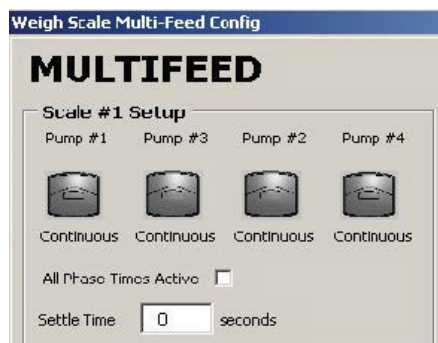 Weigh Scale Multi-Feed Config
MULTIFEED
Scale #1 Setup
Pump #1 Pump #3 Pump #2 Pump #4
Continuous Continuous Continuous Continuous
All Phase Times Active
Settle Time 0 seconds